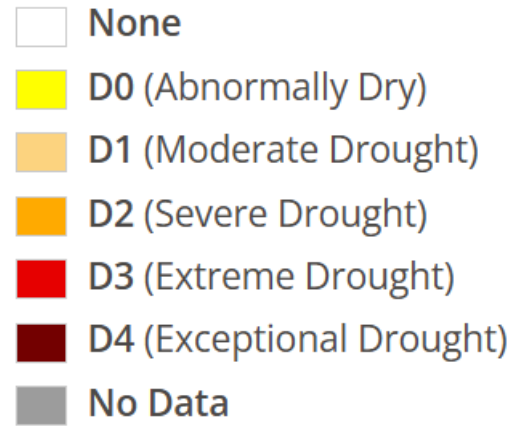 None
D0 (Abnormally Dry)
D1 (Moderate Drought)
D2 (Severe Drought)
D3 (Extreme Drought)
D4 (Exceptional Drought)
No Data